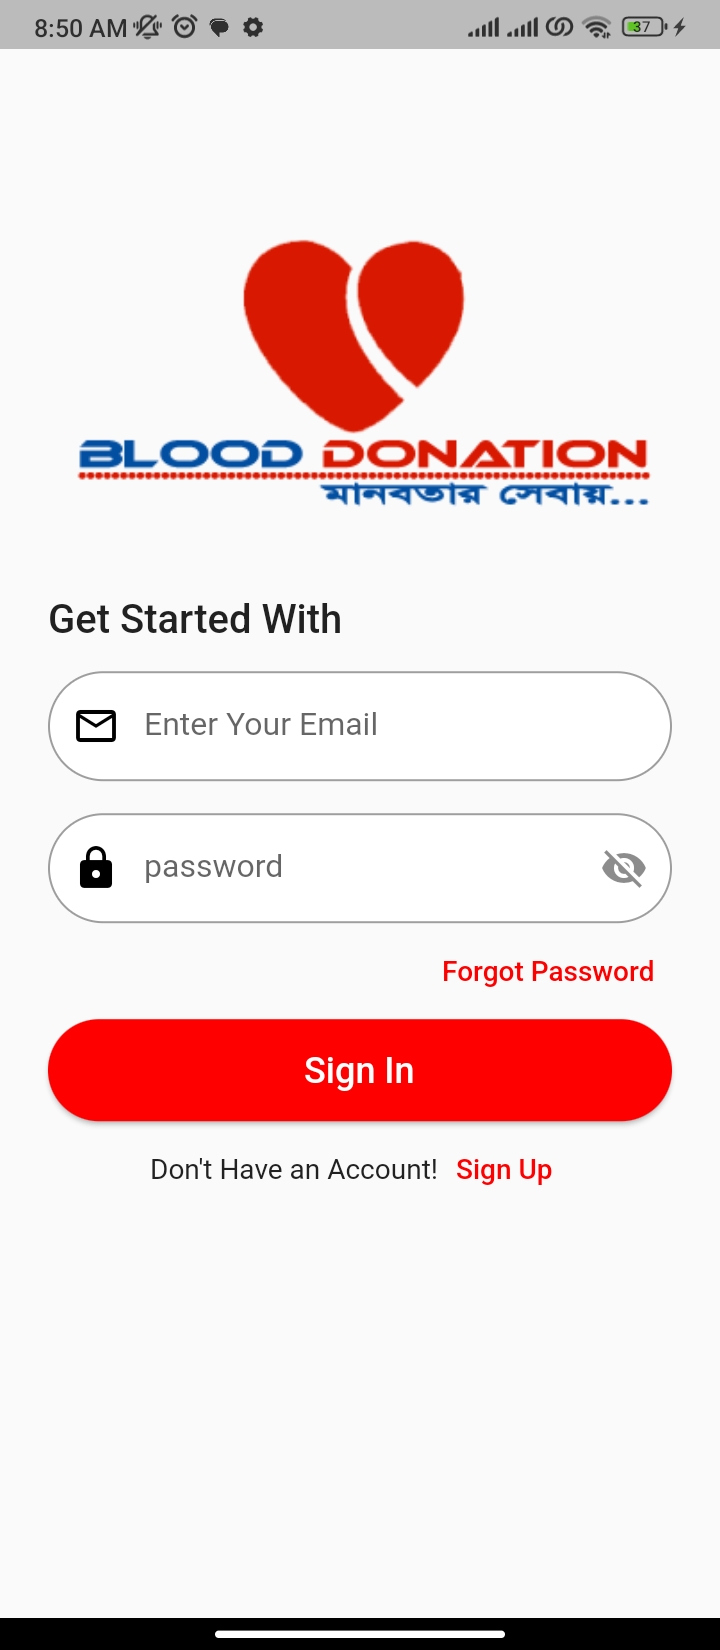 8:50 AM
37
BLOOD DONATION
মানবতার সেবায়...
Get Started With
Enter Your Email
password
Forgot Password
Sign In
Don't Have an Account! Sign Up